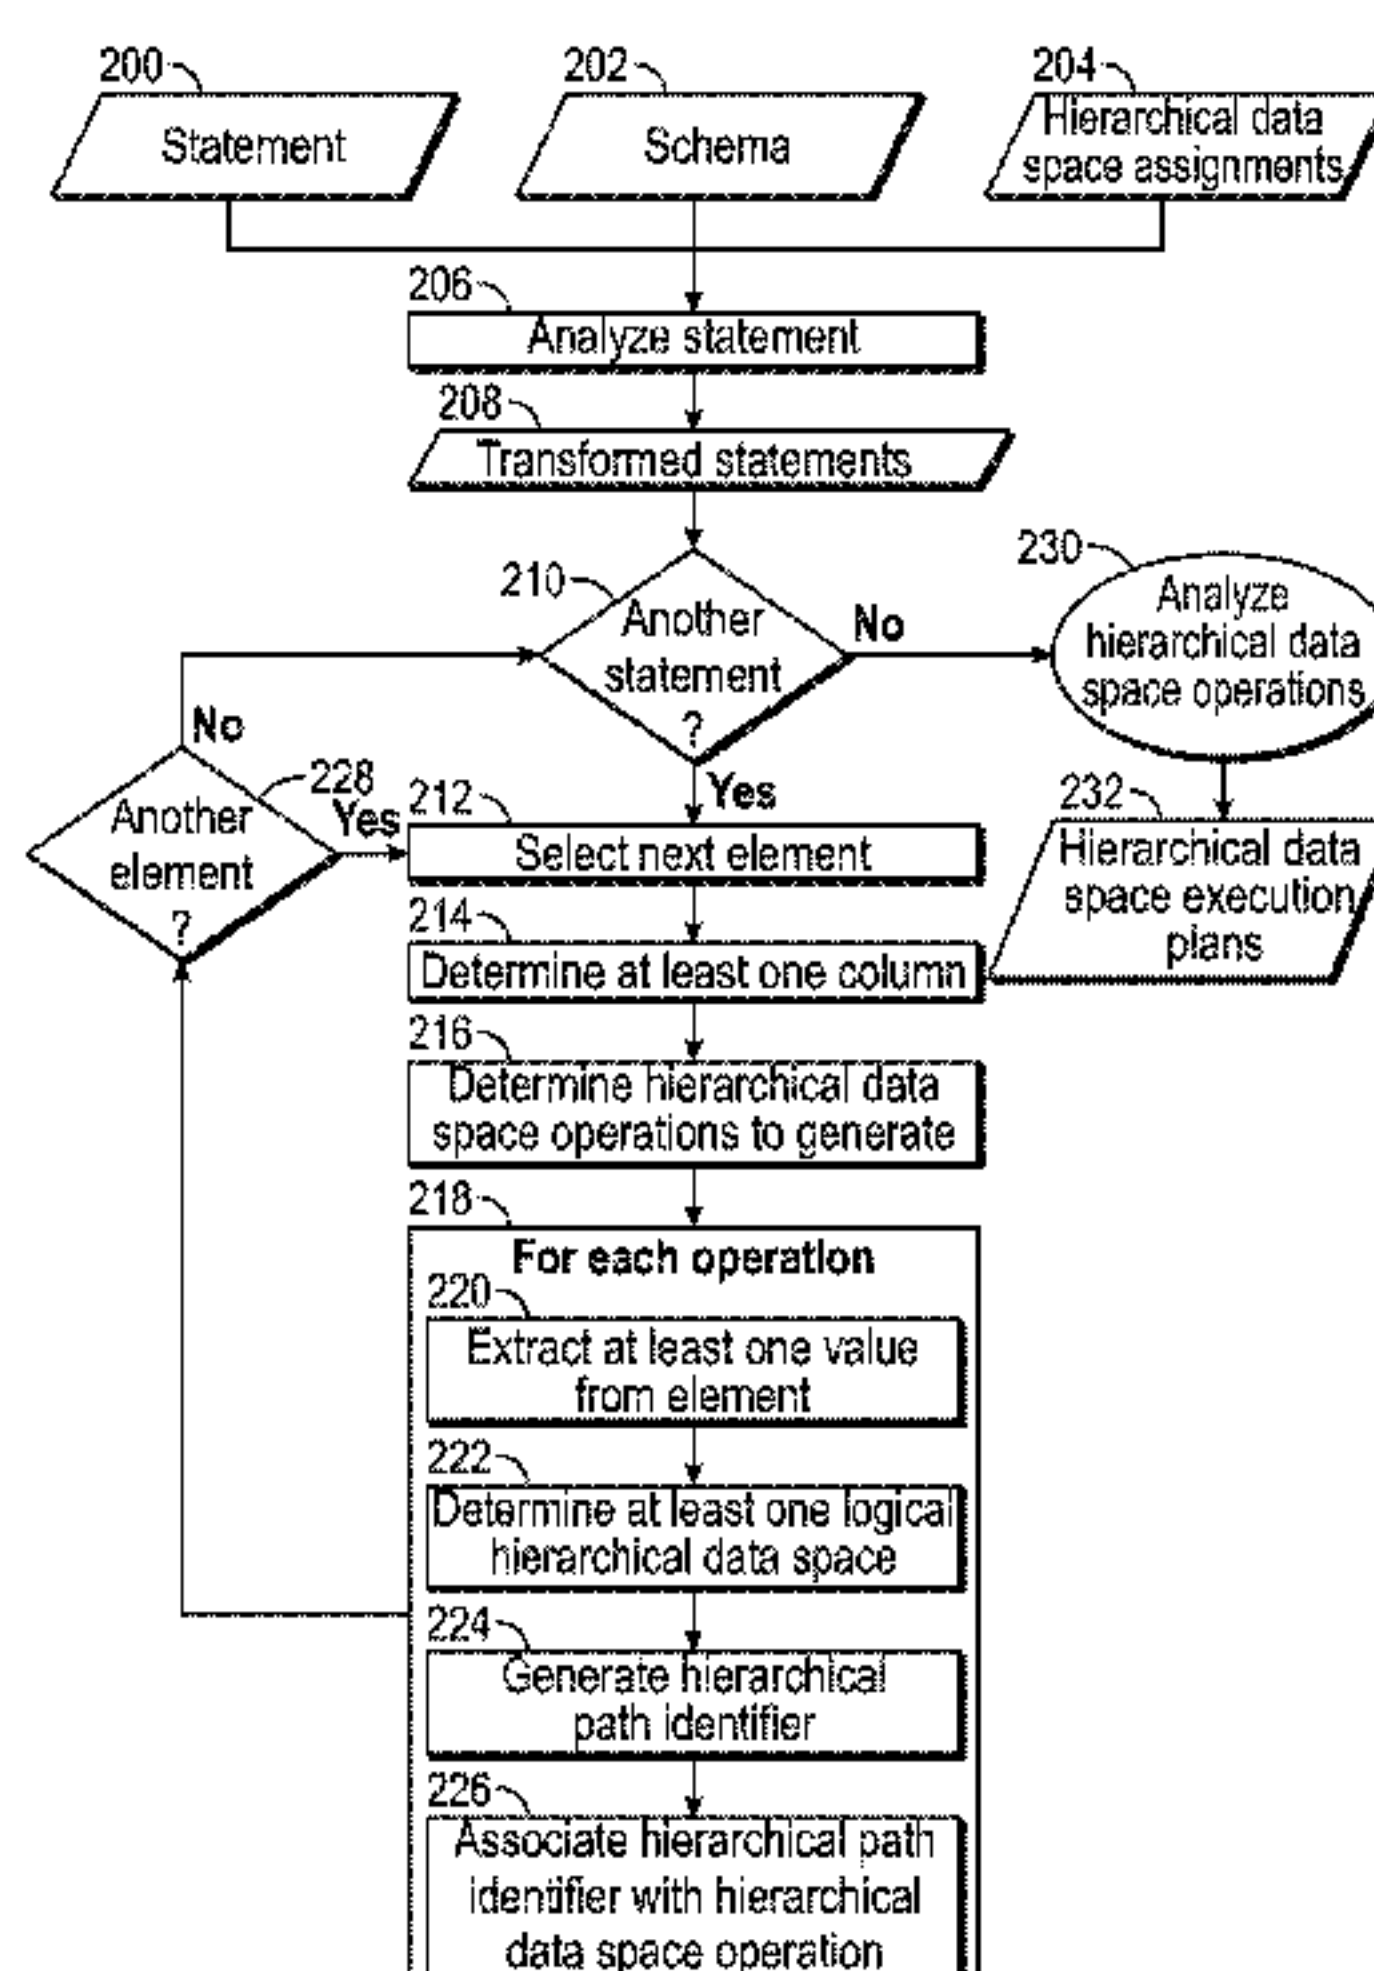 200
Statement
202
Schema
204
Hierarchical data
space assignments
206
Analyze statement
208
Transformed statements
210
Another
statement
?
No
Yes
230
Analyze
hierarchical data
space operations
232
Hierarchical data
space execution
plans
No
228
Another
element
?
Yes
212
Select next element
214
Determine at least one column
216
Determine hierarchical data
space operations to generate
218
For each operation
220
Extract at least one value
from element
222
Determine at least one logical
hierarchical data space
224
Generate hierarchical
path identifier
226
Associate hierarchical path
identifier with hierarchical
data space operation